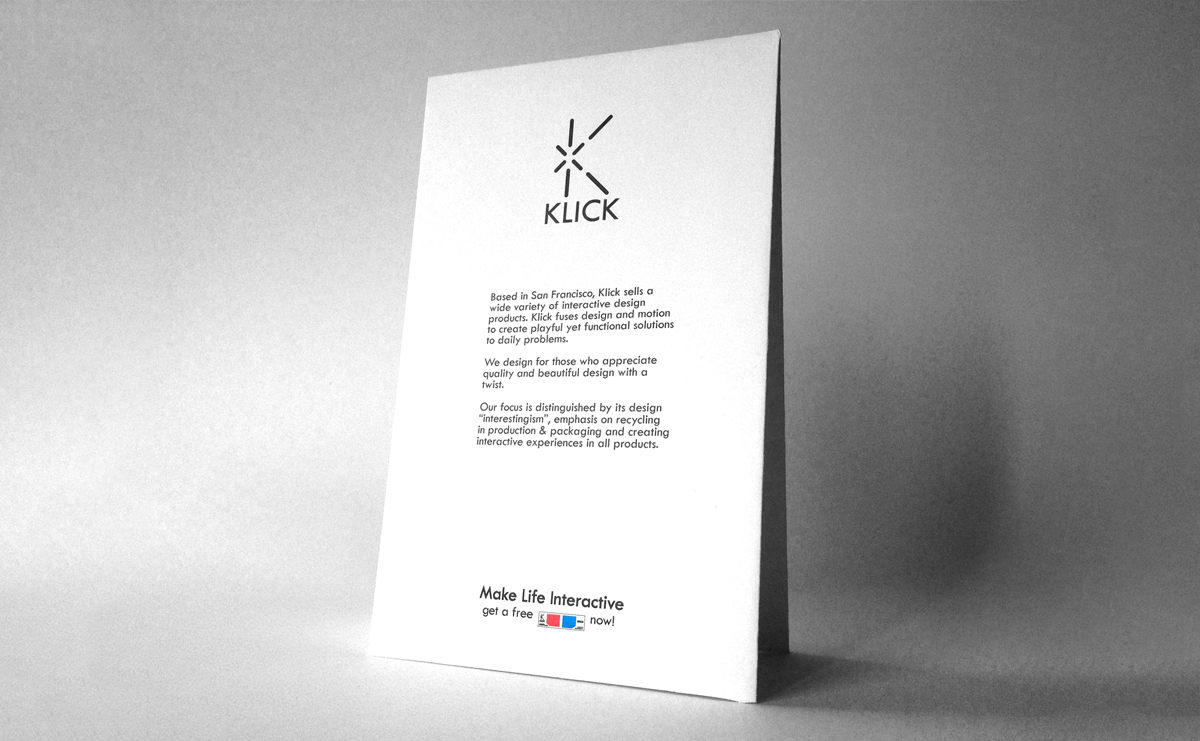 KLICK
Based in San Francisco, Klick sells a
wide variety of interactive design
products. Klick fuses design and motion
to create playful yet functional solutions
to daily problems.
We design for those who appreciate
quality and beautiful design with a
twist.
Our focus is distinguished by its design
"interestingism", emphasis on recycling
in production & packaging and creating
interactive experiences in all products.
Make Life Interactive
get a free now!